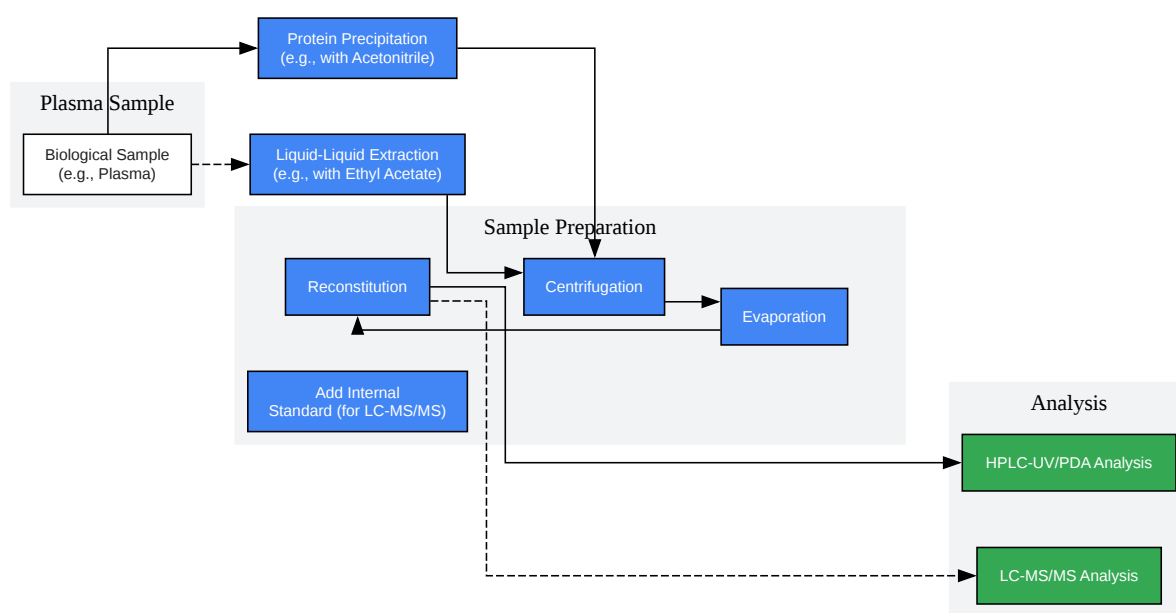 Protein Precipitation
(e.g., with Acetonitrile)
Plasma Sample
Biological Sample
(e.g., Plasma)
Liquid-Liquid Extraction
(e.g., with Ethyl Acetate)
Sample Preparation
Reconstitution
Centrifugation
Evaporation
Add Internal
Standard (for LC-MS/MS)
Analysis
HPLC-UV/PDA Analysis
LC-MS/MS Analysis